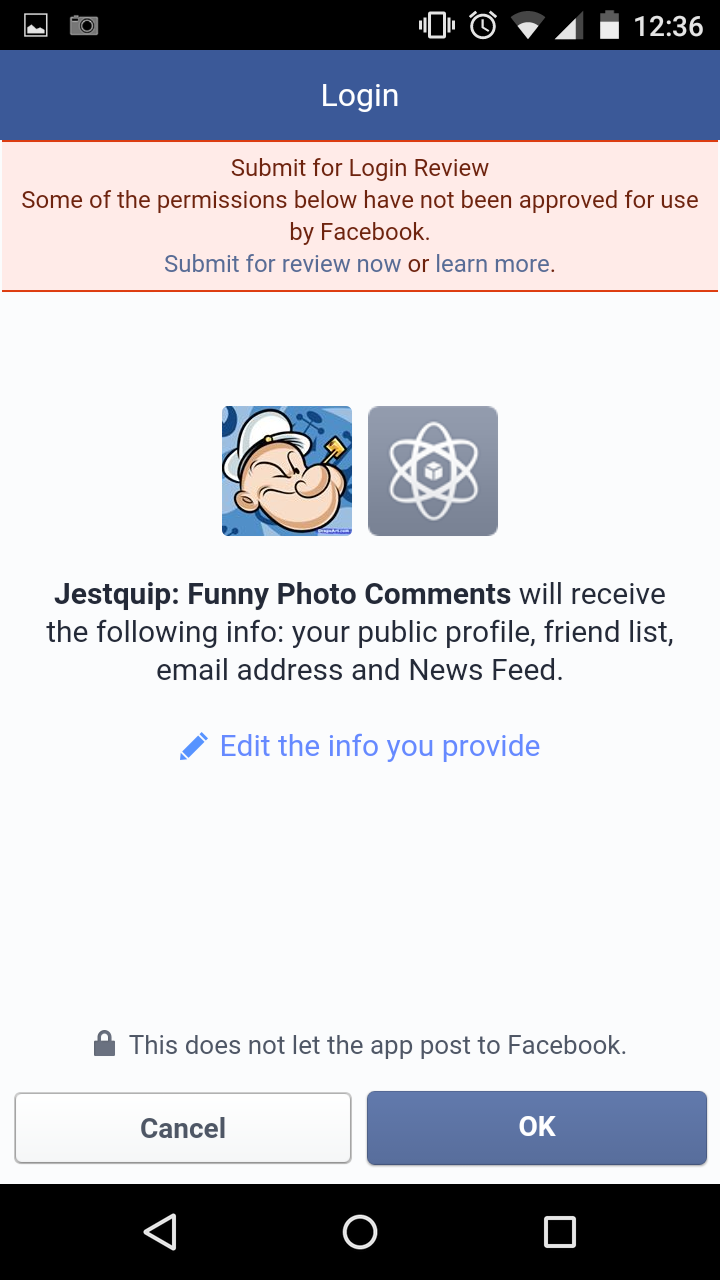 12:36
Login
Submit for Login Review
Some of the permissions below have not been approved for use
by Facebook.
Submit for review now or learn more.
Jestquip: Funny Photo Comments will receive
the following info: your public profile, friend list,
email address and News Feed.
Edit the info you provide
This does not let the app post to Facebook.
Cancel
OK